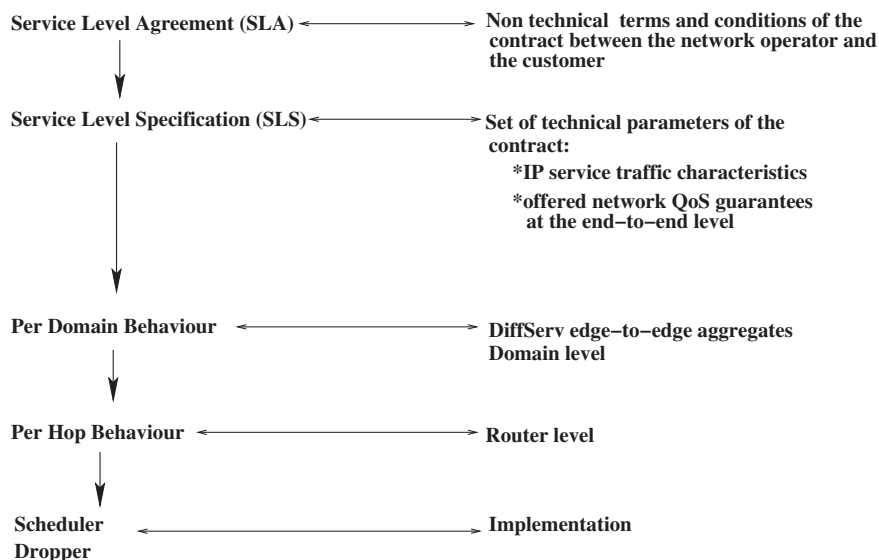 Service Level Agreement (SLA)
Non technical terms and conditions of the
contract between the network operator and
the customer
Service Level Specification (SLS)
Set of technical parameters of the
contract:
*IP service traffic characteristics
*offered network QoS guarantees
at the end−to−end level
Per Domain Behaviour
DiffServ edge−to−edge aggregates
Domain level
Per Hop Behaviour
Router level
Scheduler
Dropper
Implementation